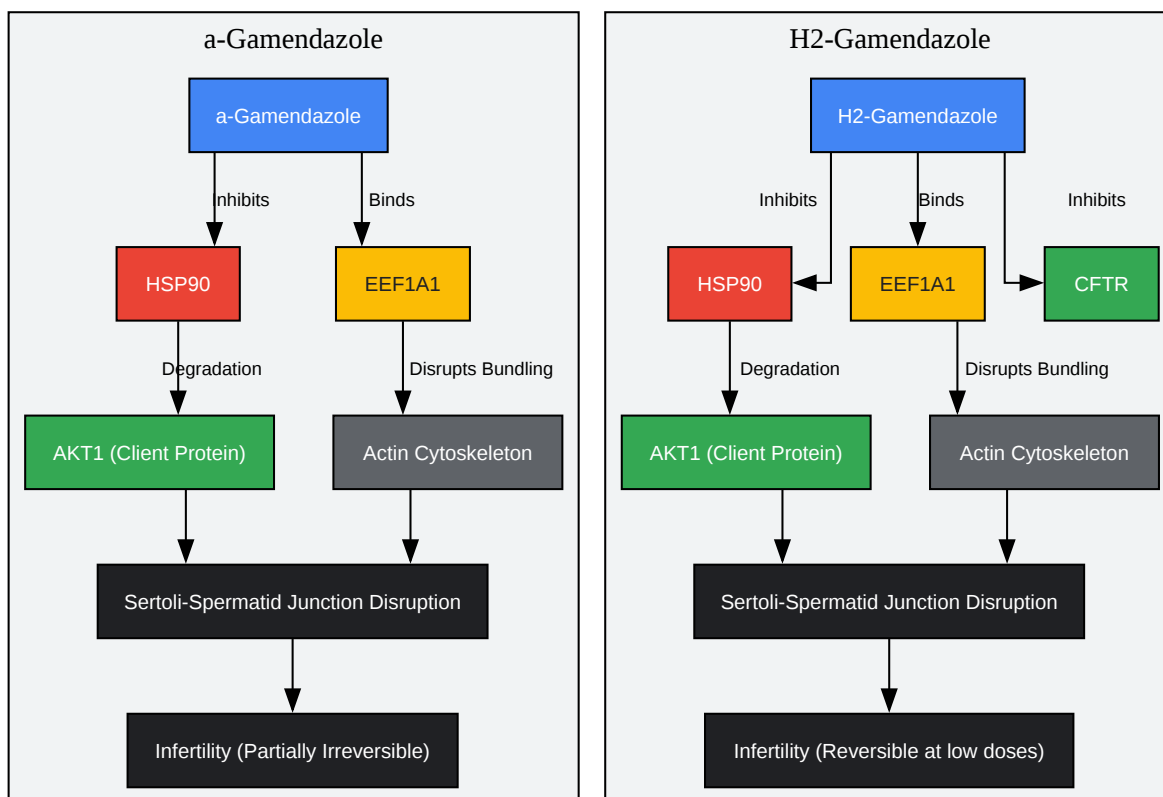 a-Gamendazole
a-Gamendazole
Inhibits
Binds
HSP90
EEF1A1
Degradation
Disrupts Bundling
AKT1 (Client Protein)
Actin Cytoskeleton
Sertoli-Spermatid Junction Disruption
Infertility (Partially Irreversible)
H2-Gamendazole
H2-Gamendazole
Inhibits
Binds
Inhibits
HSP90
EEF1A1
CFTR
Degradation
Disrupts Bundling
AKT1 (Client Protein)
Actin Cytoskeleton
Sertoli-Spermatid Junction Disruption
Infertility (Reversible at low doses)